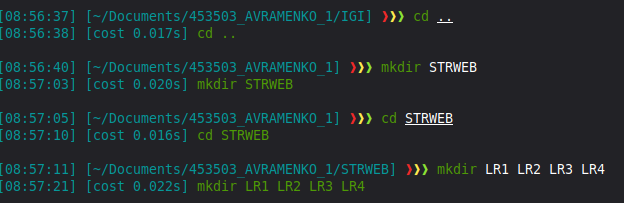 [08:56:37] [~/Documents/453503_AVRAMENKO_1/IGI] ❯❯❯ cd ..
[08:56:38] [cost 0.017s] cd ..
[08:56:40] [~/Documents/453503_AVRAMENKO_1] ❯❯❯ mkdir STRWEB
[08:57:03] [cost 0.020s] mkdir STRWEB
[08:57:05] [~/Documents/453503_AVRAMENKO_1] ❯❯❯ cd STRWEB
[08:57:10] [cost 0.016s] cd STRWEB
[08:57:11] [~/Documents/453503_AVRAMENKO_1/STRWEB] ❯❯❯ mkdir LR1 LR2 LR3 LR4
[08:57:21] [cost 0.022s] mkdir LR1 LR2 LR3 LR4